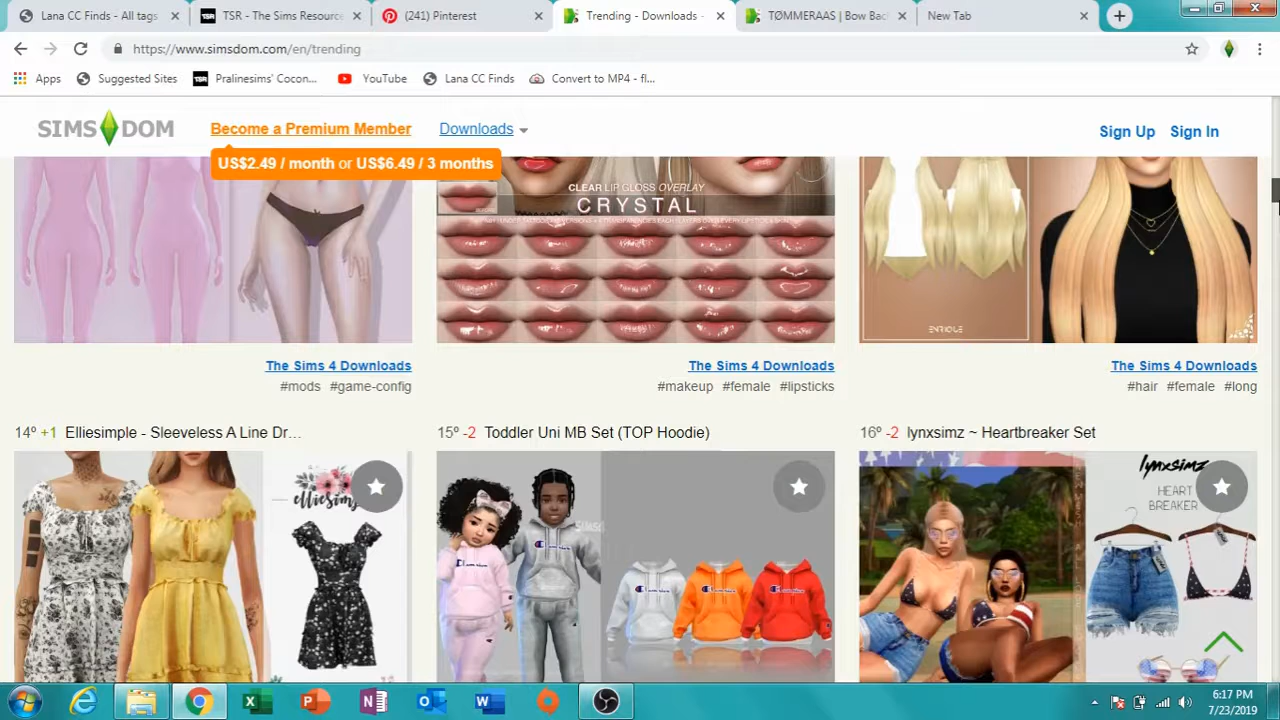 Lana CC Finds - All tags
TSR - The Sims Resource
(241) Pinterest
Trending - Downloads -
TØMMERAAS | Bow Bac
New Tab
https://www.simsdom.com/en/trending
Apps
Suggested Sites
TSR
Pralinesims' Cocon...
YouTube
Lana CC Finds
Convert to MP4 - fl...
SIMS DOM
Become a Premium Member
Downloads
Sign Up
Sign In
US$2.49 / month or US$6.49 / 3 months
CLEAR LIP GLOSS OVERLAY
CRYSTAL
ENRIQUE
The Sims 4 Downloads
#mods #game-config
The Sims 4 Downloads
#makeup #female #lipsticks
The Sims 4 Downloads
#hair #female #long
14º +1 Elliesimple - Sleeveless A Line Dr...
15º -2 Toddler Uni MB Set (TOP Hoodie)
16º -2 lynxsimz ~ Heartbreaker Set
elliesimple
Champion
lynxsimz
HEART
BREAKER
6:17 PM
7/23/2019